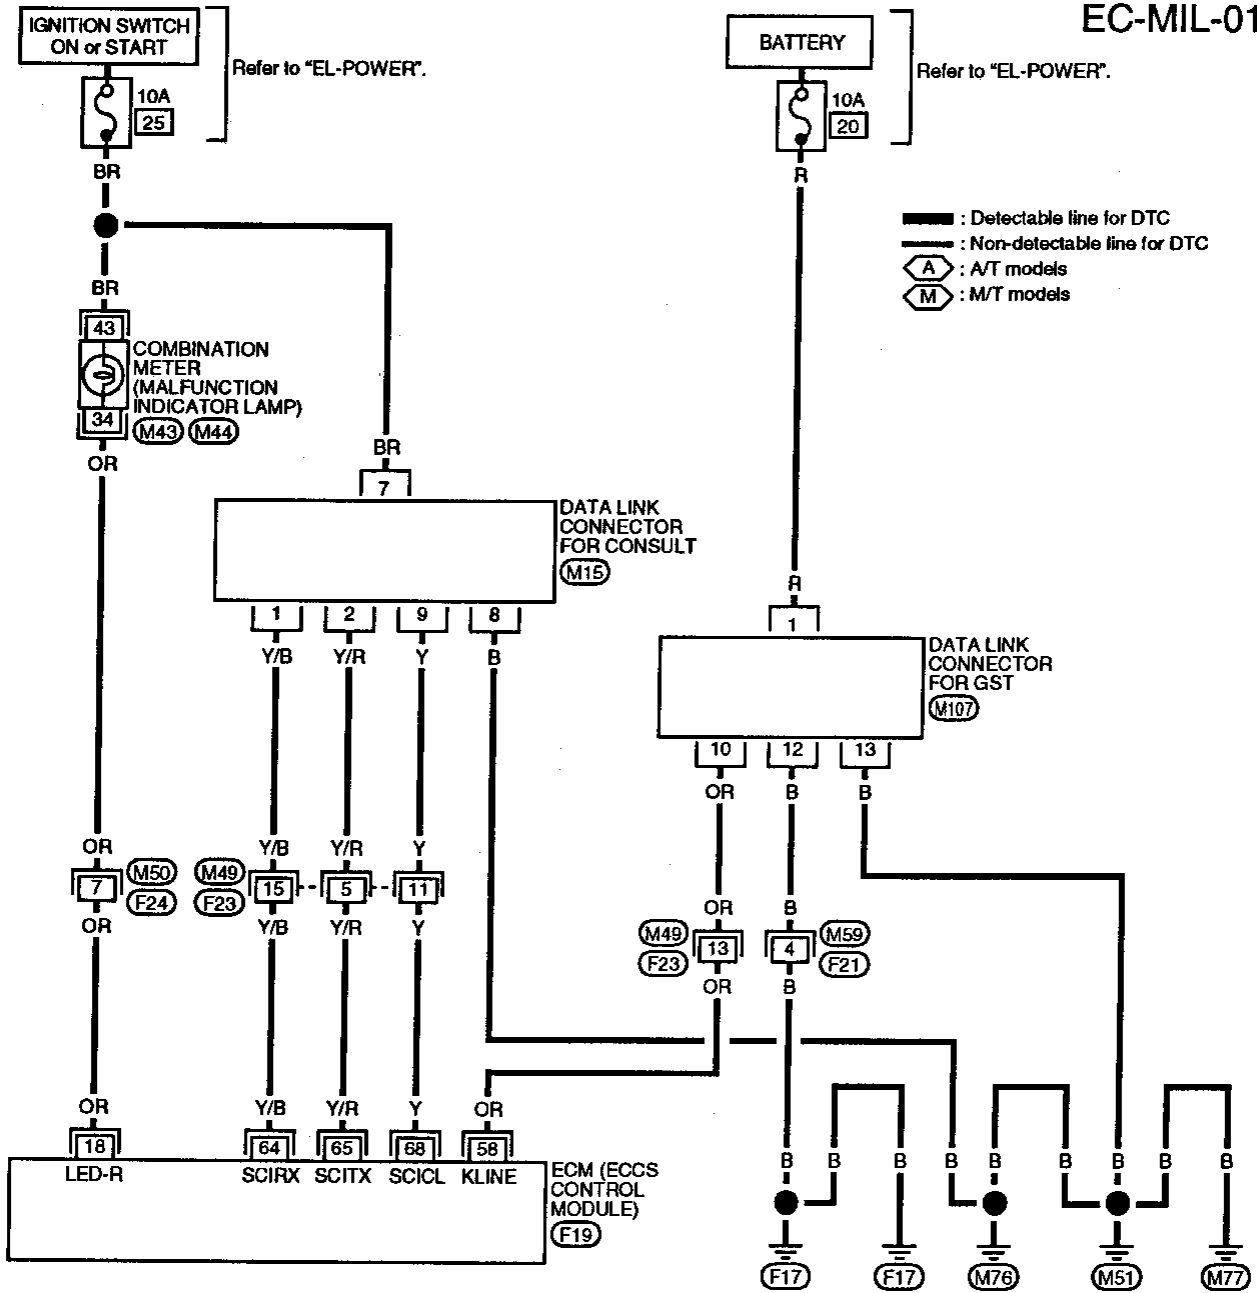 EC-MIL-01
IGNITION SWITCH
ON or START
Refer to "EL-POWER".
10A
25
BATTERY
Refer to "EL-POWER".
10A
20
BR
R
: Detectable line for DTC
: Non-detectable line for DTC
A : A/T models
M : M/T models
BR
43
COMBINATION
METER
(MALFUNCTION
INDICATOR LAMP)
34
M43 M44
OR
BR
7
DATA LINK
CONNECTOR
FOR CONSULT
M15
1 2 9 8
Y/B Y/R Y B
R
1
DATA LINK
CONNECTOR
FOR GST
M107
10 12 13
OR B B
OR Y/B Y/R Y
7 M50 M49 15 5 11
F24 F23
OR Y/B Y/R Y
OR B
M49 13 4 M59
F23 F21
OR B
OR Y/B Y/R Y OR
18 64 65 68 58
LED-R SCIRX SCITX SCICL KLINE
ECM (ECCS
CONTROL
MODULE)
F19
B B B B B B B B B
F17 F17 M76 M51 M77